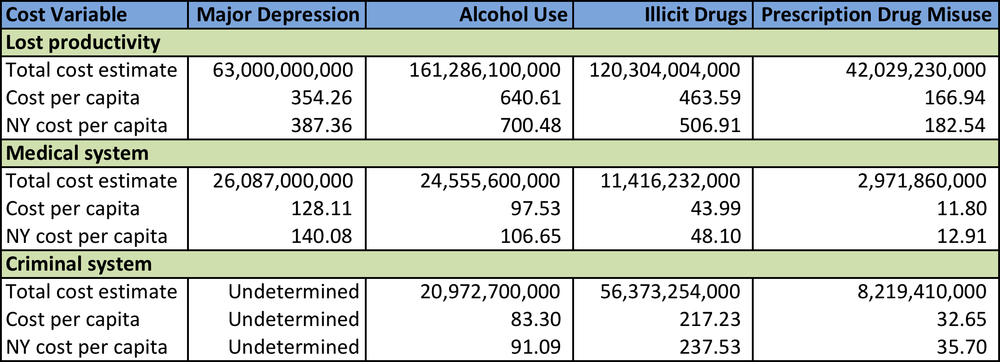 Cost Variable Major Depression Alcohol Use Illicit Drugs Prescription Drug Misuse
Lost productivity
Total cost estimate 63,000,000,000 161,286,100,000 120,304,004,000 42,029,230,000
Cost per capita 354.26 640.61 463.59 166.94
NY cost per capita 387.36 700.48 506.91 182.54
Medical system
Total cost estimate 26,087,000,000 24,555,600,000 11,416,232,000 2,971,860,000
Cost per capita 128.11 97.53 43.99 11.80
NY cost per capita 140.08 106.65 48.10 12.91
Criminal system
Total cost estimate Undetermined 20,972,700,000 56,373,254,000 8,219,410,000
Cost per capita Undetermined 83.30 217.23 32.65
NY cost per capita Undetermined 91.09 237.53 35.70